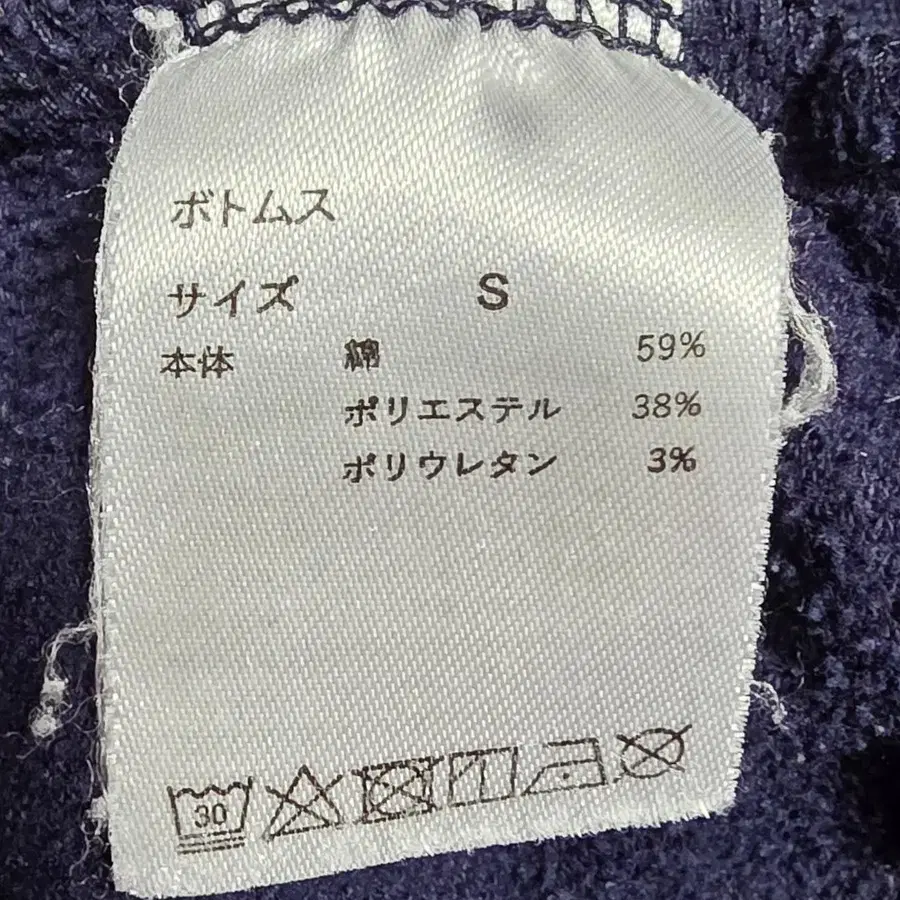 ボトムス
サイズ S
本体 綿 59%
ポリエステル 38%
ポリウレタン 3%
30